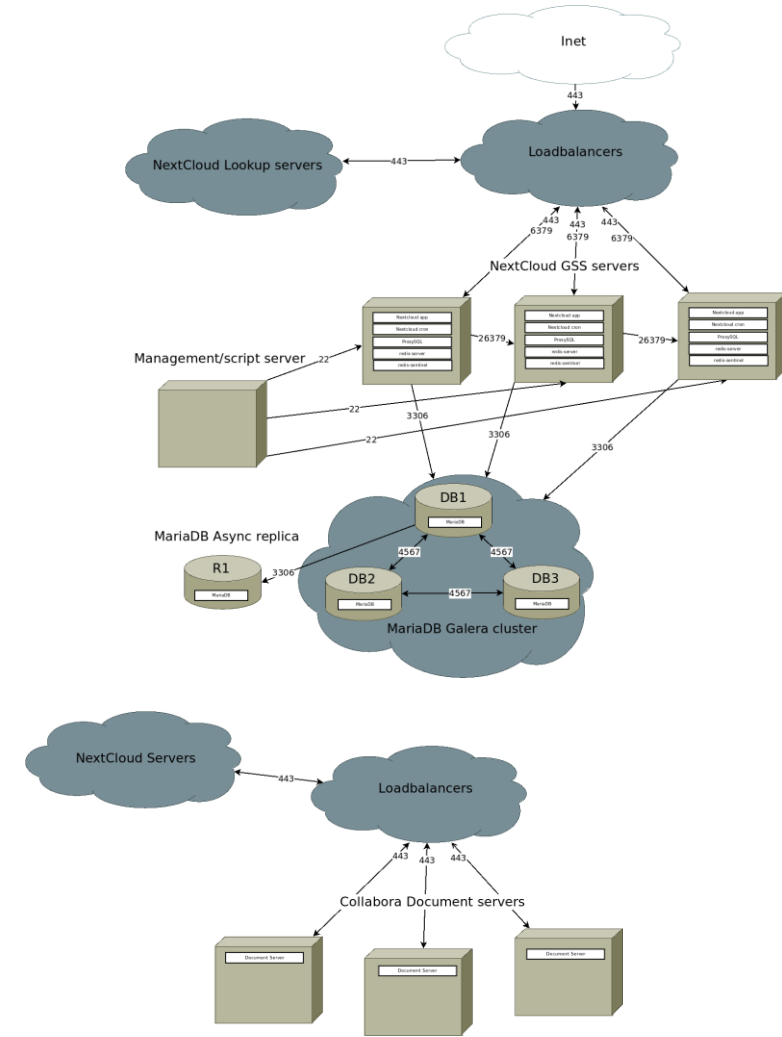 Inet
443
Loadbalancers
NextCloud Lookup servers
443
443
6379
443
6379
443
6379
NextCloud GSS servers
Nextcloud app
Nextcloud cron
ProxySQL
redis-server
redis-sentinel
Nextcloud app
Nextcloud cron
ProxySQL
redis-server
redis-sentinel
Nextcloud app
Nextcloud cron
ProxySQL
redis-server
redis-sentinel
26379
26379
Management/script server
22
22
22
3306
3306
3306
DB1
MariaDB
MariaDB Async replica
R1
MariaDB
3306
4567
4567
DB2
MariaDB
4567
DB3
MariaDB
MariaDB Galera cluster
NextCloud Servers
443
Loadbalancers
443
443
443
Collabora Document servers
Document Server
Document Server
Document Server